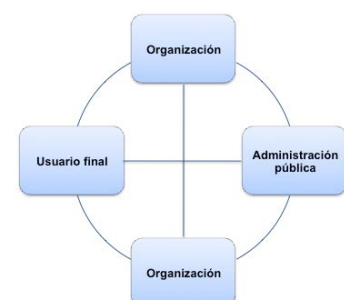 Organización
Usuario final
Administración
pública
Organización